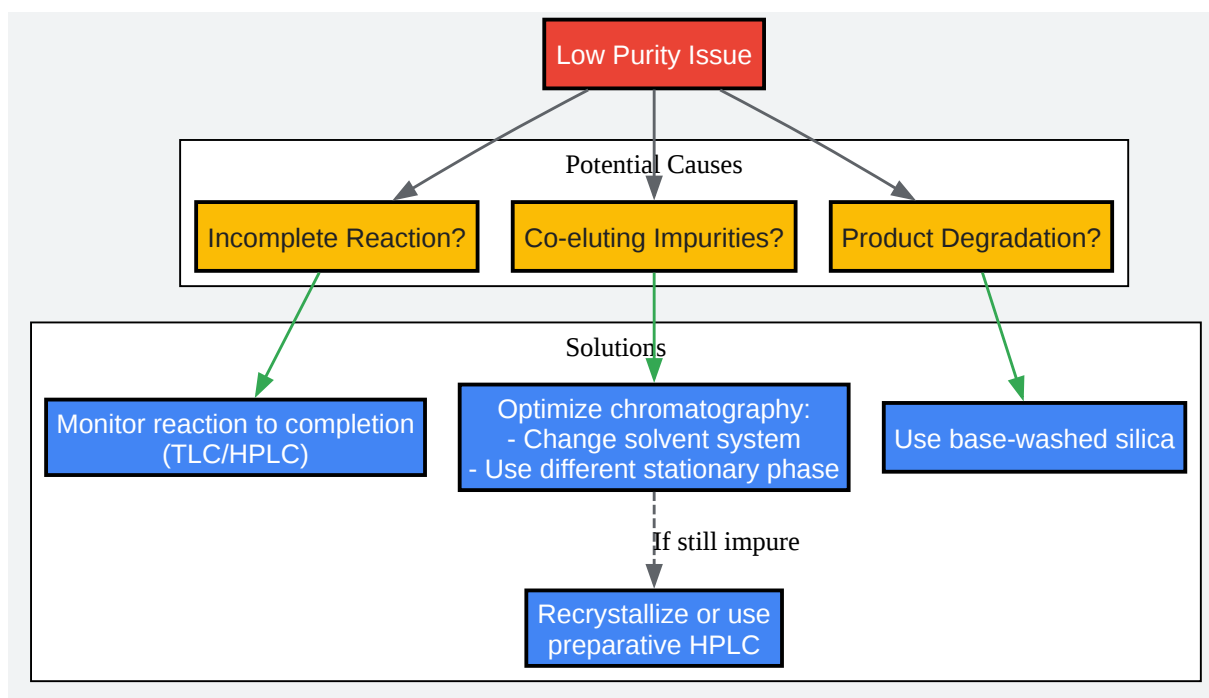 Low Purity Issue
Potential Causes
Incomplete Reaction?
Co-eluting Impurities?
Product Degradation?
Solutions
Monitor reaction to completion
(TLC/HPLC)
Optimize chromatography:
- Change solvent system
- Use different stationary phase
Use base-washed silica
If still impure
Recrystallize or use
preparative HPLC